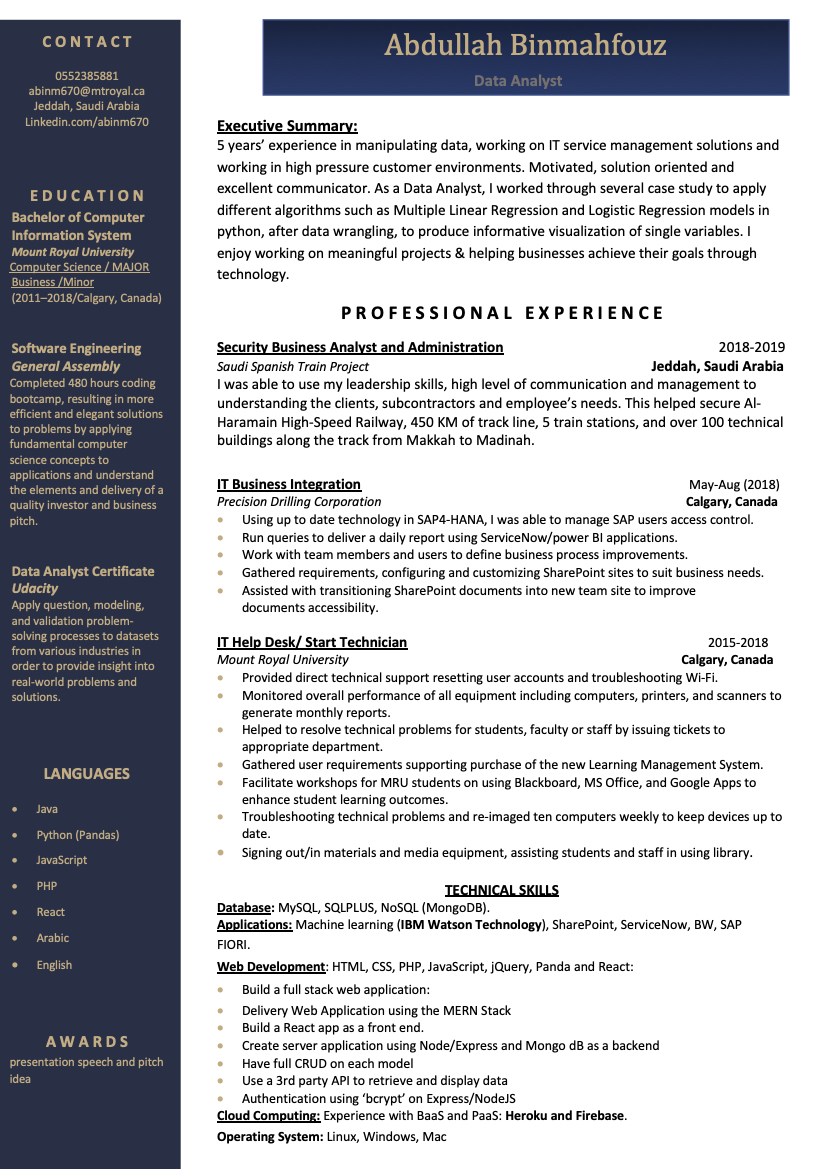 CONTACT
0552385881
abinm670@mtroyal.ca
Jeddah, Saudi Arabia
Linkedin.com/abinm670
EDUCATION
Bachelor of Computer
Information System
Mount Royal University
Computer Science / MAJOR
Business /Minor
(2011–2018/Calgary, Canada)
Software Engineering
General Assembly
Completed 480 hours coding
bootcamp, resulting in more
efficient and elegant solutions
to problems by applying
fundamental computer
science concepts to
applications and understand
the elements and delivery of a
quality investor and business
pitch.
Data Analyst Certificate
Udacity
Apply question, modeling,
and validation problem-
solving processes to datasets
from various industries in
order to provide insight into
real-world problems and
solutions.
LANGUAGES
• Java
• Python (Pandas)
• JavaScript
• PHP
• React
• Arabic
• English
AWARDS
presentation speech and pitch
idea
Abdullah Binmahfouz
Data Analyst
Executive Summary:
5 years’ experience in manipulating data, working on IT service management solutions and
working in high pressure customer environments. Motivated, solution oriented and
excellent communicator. As a Data Analyst, I worked through several case study to apply
different algorithms such as Multiple Linear Regression and Logistic Regression models in
python, after data wrangling, to produce informative visualization of single variables. I
enjoy working on meaningful projects & helping businesses achieve their goals through
technology.
PROFESSIONAL EXPERIENCE
Security Business Analyst and Administration 2018-2019
Saudi Spanish Train Project Jeddah, Saudi Arabia
I was able to use my leadership skills, high level of communication and management to
understanding the clients, subcontractors and employee’s needs. This helped secure Al-
Haramain High-Speed Railway, 450 KM of track line, 5 train stations, and over 100 technical
buildings along the track from Makkah to Madinah.
IT Business Integration May-Aug (2018)
Precision Drilling Corporation Calgary, Canada
• Using up to date technology in SAP4-HANA, I was able to manage SAP users access control.
• Run queries to deliver a daily report using ServiceNow/power BI applications.
• Work with team members and users to define business process improvements.
• Gathered requirements, configuring and customizing SharePoint sites to suit business needs.
• Assisted with transitioning SharePoint documents into new team site to improve
documents accessibility.
IT Help Desk/ Start Technician 2015-2018
Mount Royal University Calgary, Canada
• Provided direct technical support resetting user accounts and troubleshooting Wi-Fi.
• Monitored overall performance of all equipment including computers, printers, and scanners to
generate monthly reports.
• Helped to resolve technical problems for students, faculty or staff by issuing tickets to
appropriate department.
• Gathered user requirements supporting purchase of the new Learning Management System.
• Facilitate workshops for MRU students on using Blackboard, MS Office, and Google Apps to
enhance student learning outcomes.
• Troubleshooting technical problems and re-imaged ten computers weekly to keep devices up to
date.
• Signing out/in materials and media equipment, assisting students and staff in using library.
TECHNICAL SKILLS
Database: MySQL, SQLPLUS, NoSQL (MongoDB).
Applications: Machine learning (IBM Watson Technology), SharePoint, ServiceNow, BW, SAP
FIORI.
Web Development: HTML, CSS, PHP, JavaScript, jQuery, Panda and React:
• Build a full stack web application:
• Delivery Web Application using the MERN Stack
• Build a React app as a front end.
• Create server application using Node/Express and Mongo dB as a backend
• Have full CRUD on each model
• Use a 3rd party API to retrieve and display data
• Authentication using ‘bcrypt’ on Express/NodeJS
Cloud Computing: Experience with BaaS and PaaS: Heroku and Firebase.
Operating System: Linux, Windows, Mac